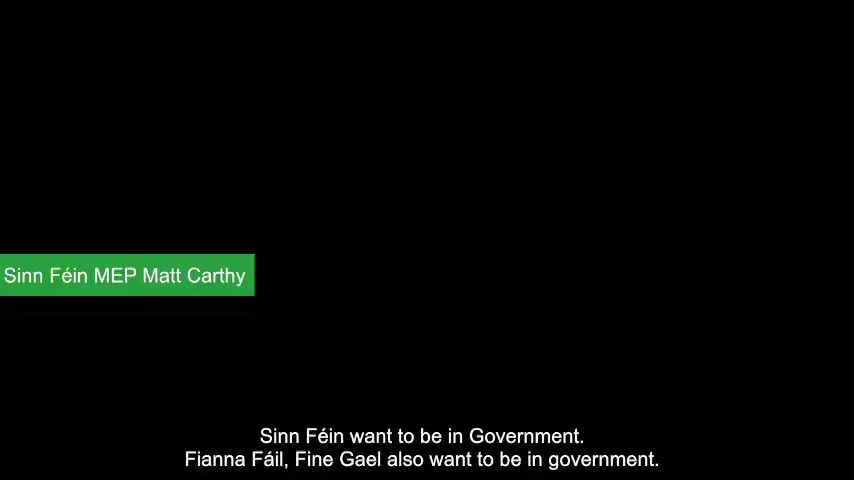 Sinn Féin MEP Matt Carthy
Sinn Féin want to be in Government.
Fianna Fáil, Fine Gael also want to be in government.